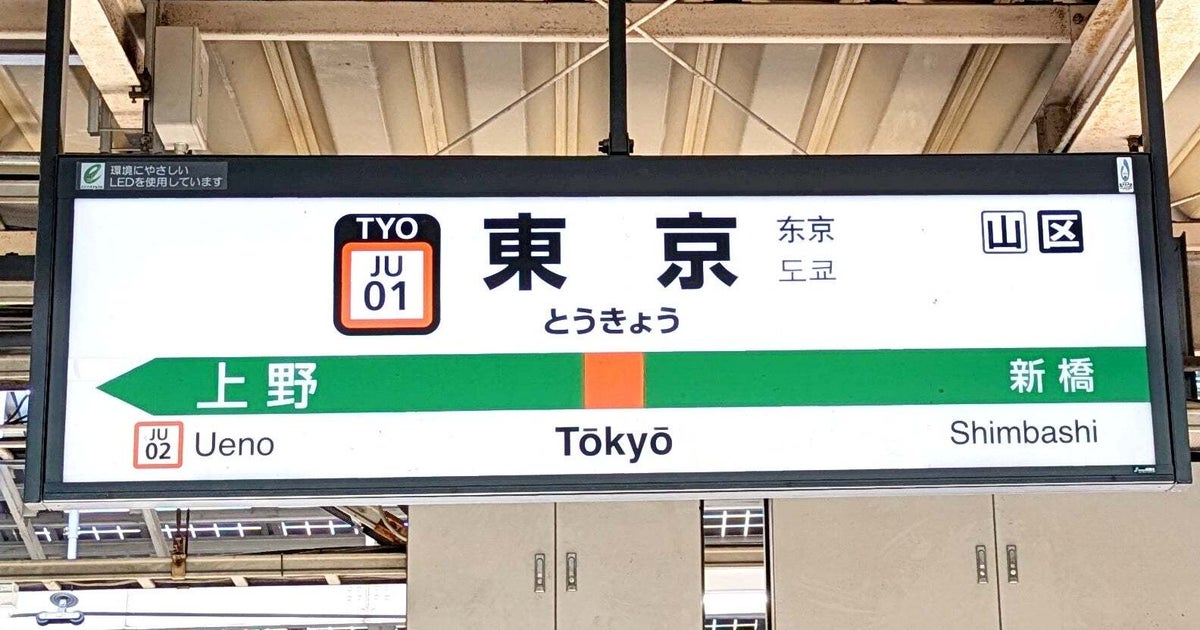 環境にやさしい
LEDを使用しています
TYO
JU
01
東京
东京
도쿄
山 区
とうきょう
上野
新橋
JU
02
Ueno
Tōkyō
Shimbashi